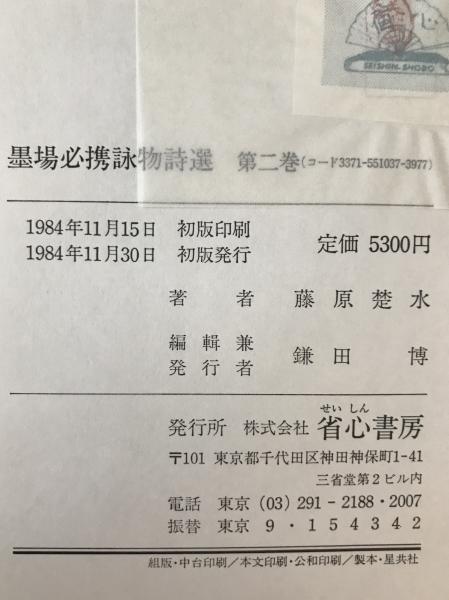 省心
SEISHIN-SHOBO
墨場必携詠物詩選　第二巻(コード3371-551037-3977)
1984年11月15日　初版印刷
1984年11月30日　初版発行
定価 5300円
著者　藤原楚水
編輯兼
発行者　鎌田　博
せいしん
発行所　株式会社 省心書房
〒101 東京都千代田区神田神保町1-41
三省堂第2ビル内
電話　東京 (03) 291-2188・2007
振替　東京 9・154342
組版・中台印刷／本文印刷・公和印刷／製本・星共社